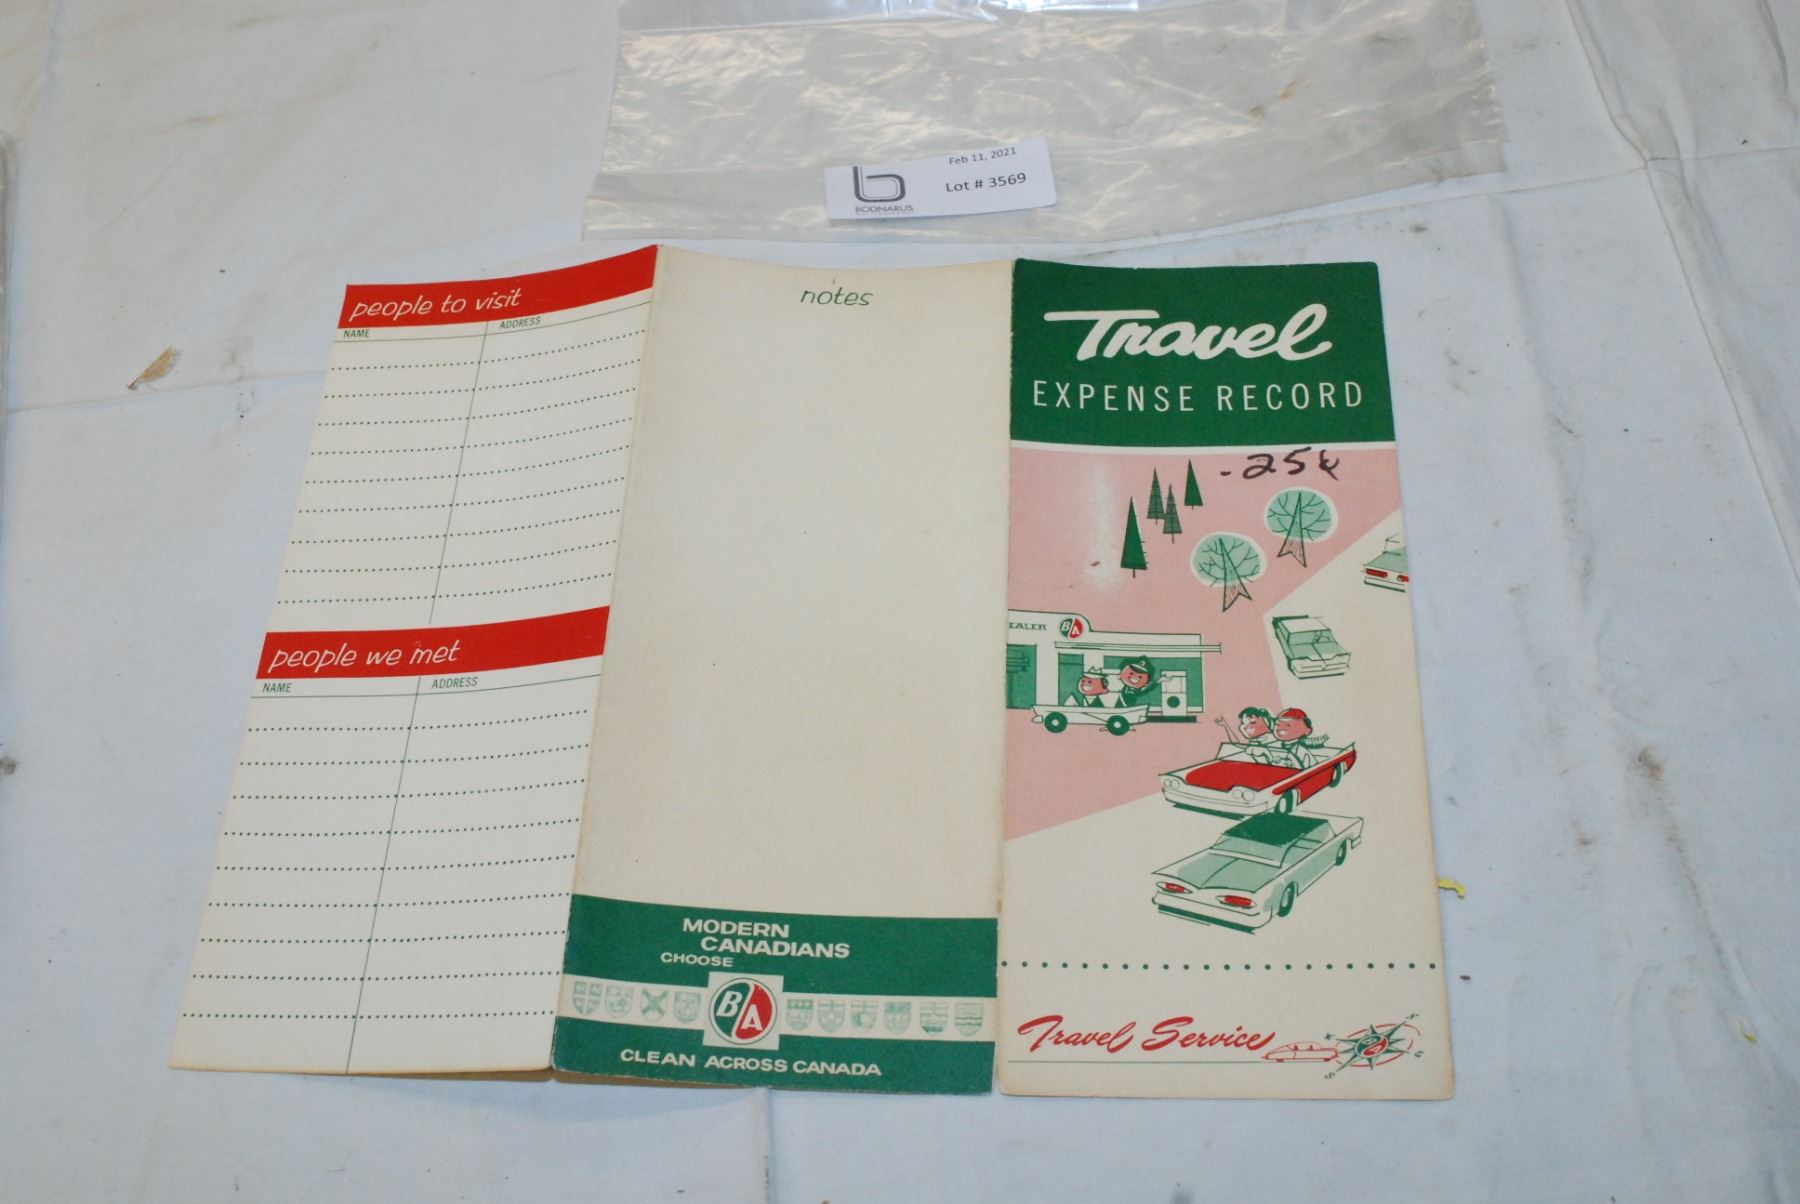 Feb 11, 2021
Lot # 3569
BODNARUS
people to visit
NAME ADDRESS
people we met
NAME ADDRESS
notes
MODERN
CANADIANS
CHOOSE
BA
CLEAN ACROSS CANADA
Travel
EXPENSE RECORD
.25¢
EALER BA
Travel Service